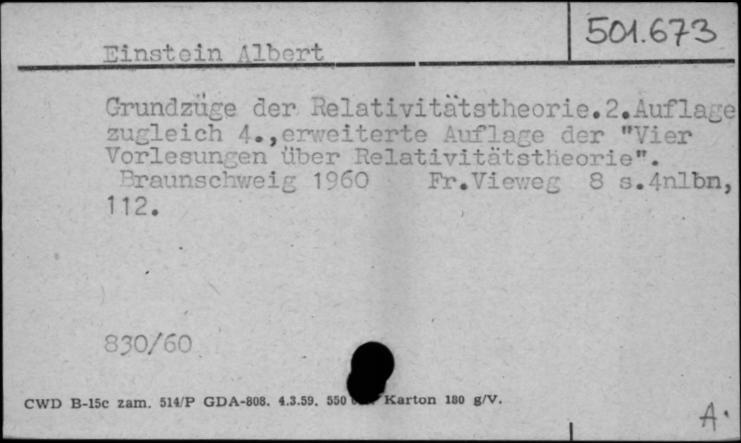 501.673
Einstein Albert
Grundzüge der Relativitätstheorie.2.Auflage
zugleich 4.,erweiterte Auflage der "Vier
Vorlesungen über Relativitätstheorie".
Braunschweig 1960 Fr.Vieweg 8 s.4nlbn,
112.
830/60
CWD B-15c zam. 514/P GDA-808. 4.3.59. 550 Karton 180 g/V.
A.